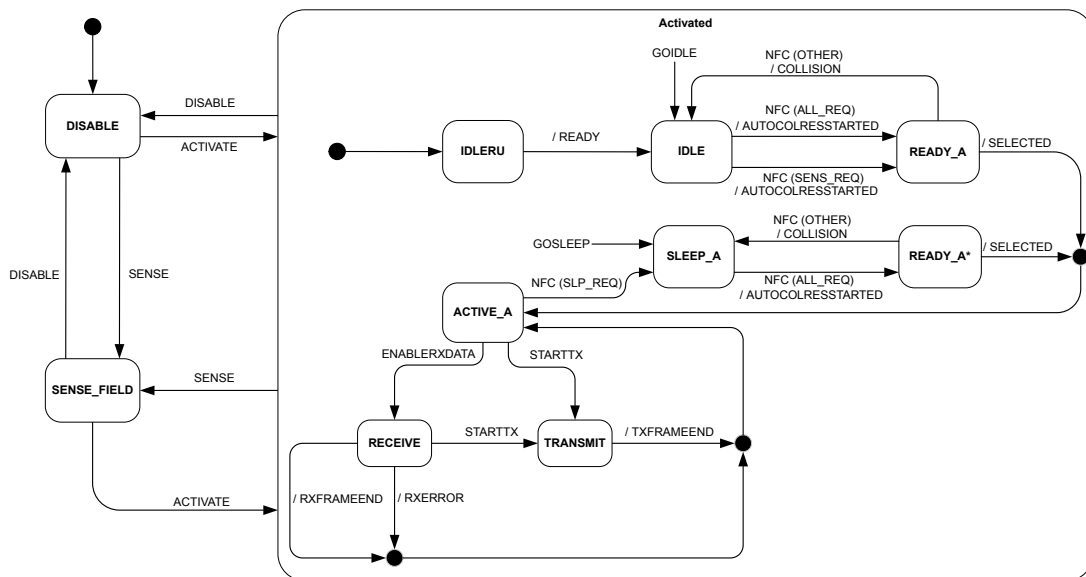 Activated
GOIDLE
NFC (OTHER)
/ COLLISION
DISABLE
DISABLE
ACTIVATE
NFC (ALL_REQ)
/ AUTOCOLRESSTARTED
/ READY
IDLERU
IDLE
READY_A
/ SELECTED
NFC (SENS_REQ)
/ AUTOCOLRESSTARTED
NFC (OTHER)
/ COLLISION
GOSLEEP
SLEEP_A
READY_A*
/ SELECTED
DISABLE
SENSE
NFC (SLP_REQ)
NFC (ALL_REQ)
/ AUTOCOLRESSTARTED
ACTIVE_A
ENABLERXDATA
STARTTX
SENSE_FIELD
SENSE
RECEIVE
STARTTX
TRANSMIT
/ TXFRAMEEND
ACTIVATE
/ RXFRAMEEND
/ RXERROR